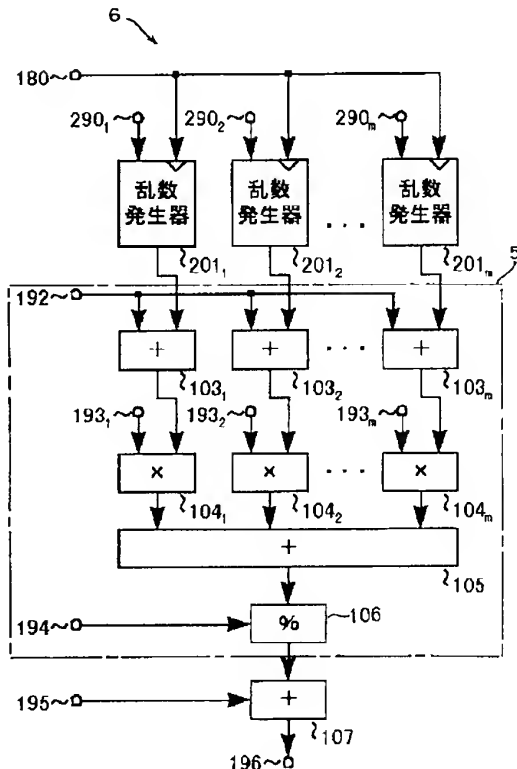 6
180
290₁ 290₂ 290ₘ
乱数 乱数 乱数
発生器 発生器 発生器
· · ·
201₁ 201₂ 201ₘ
192
+ + · · · +
103₁ 103₂ 103ₘ
193₁ 193₂ 193ₘ
× × · · · ×
104₁ 104₂ 104ₘ
+
105
194 % 106
195 +
107
196